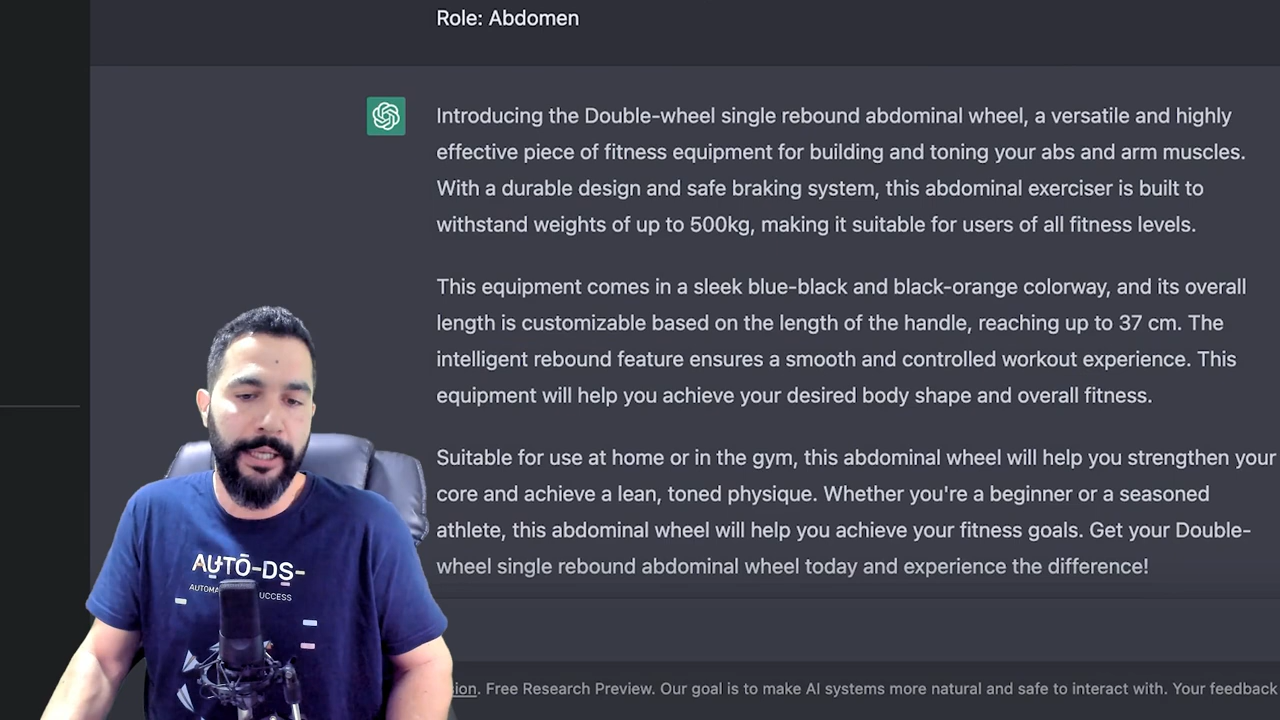 Role: Abdomen
Introducing the Double-wheel single rebound abdominal wheel, a versatile and highly
effective piece of fitness equipment for building and toning your abs and arm muscles.
With a durable design and safe braking system, this abdominal exerciser is built to
withstand weights of up to 500kg, making it suitable for users of all fitness levels.
This equipment comes in a sleek blue-black and black-orange colorway, and its overall
length is customizable based on the length of the handle, reaching up to 37 cm. The
intelligent rebound feature ensures a smooth and controlled workout experience. This
equipment will help you achieve your desired body shape and overall fitness.
Suitable for use at home or in the gym, this abdominal wheel will help you strengthen your
core and achieve a lean, toned physique. Whether you're a beginner or a seasoned
athlete, this abdominal wheel will help you achieve your fitness goals. Get your Double-
wheel single rebound abdominal wheel today and experience the difference!
AUTO-DS-
Free Research Preview. Our goal is to make AI systems more natural and safe to interact with. Your feedback